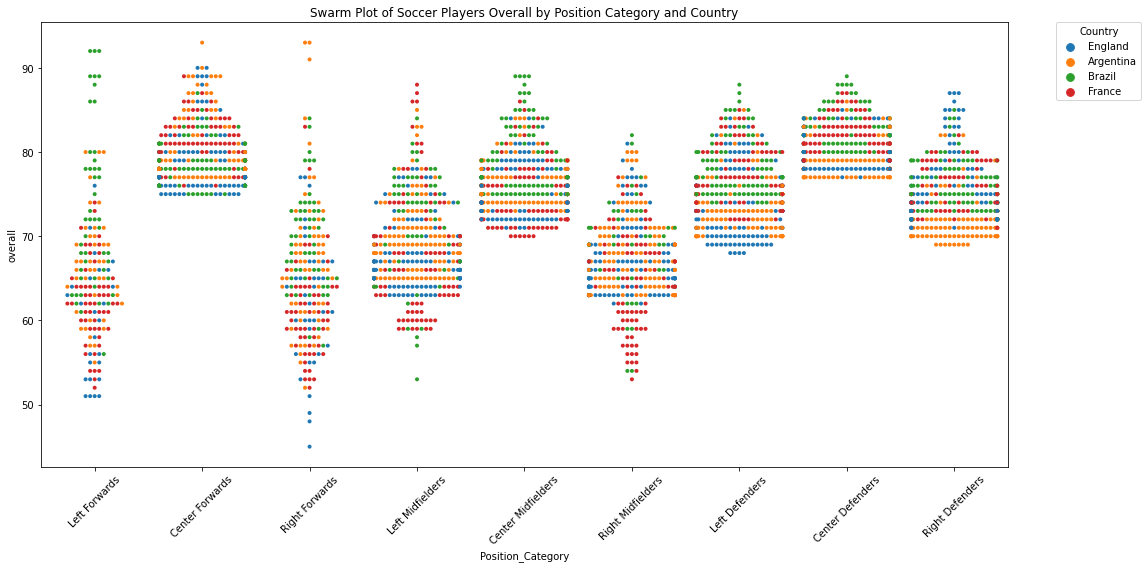 Swarm Plot of Soccer Players Overall by Position Category and Country
Country
England
Argentina
Brazil
France
overall
90
80
70
60
50
Left Forwards
Center Forwards
Right Forwards
Left Midfielders
Center Midfielders
Right Midfielders
Left Defenders
Center Defenders
Right Defenders
Position_Category